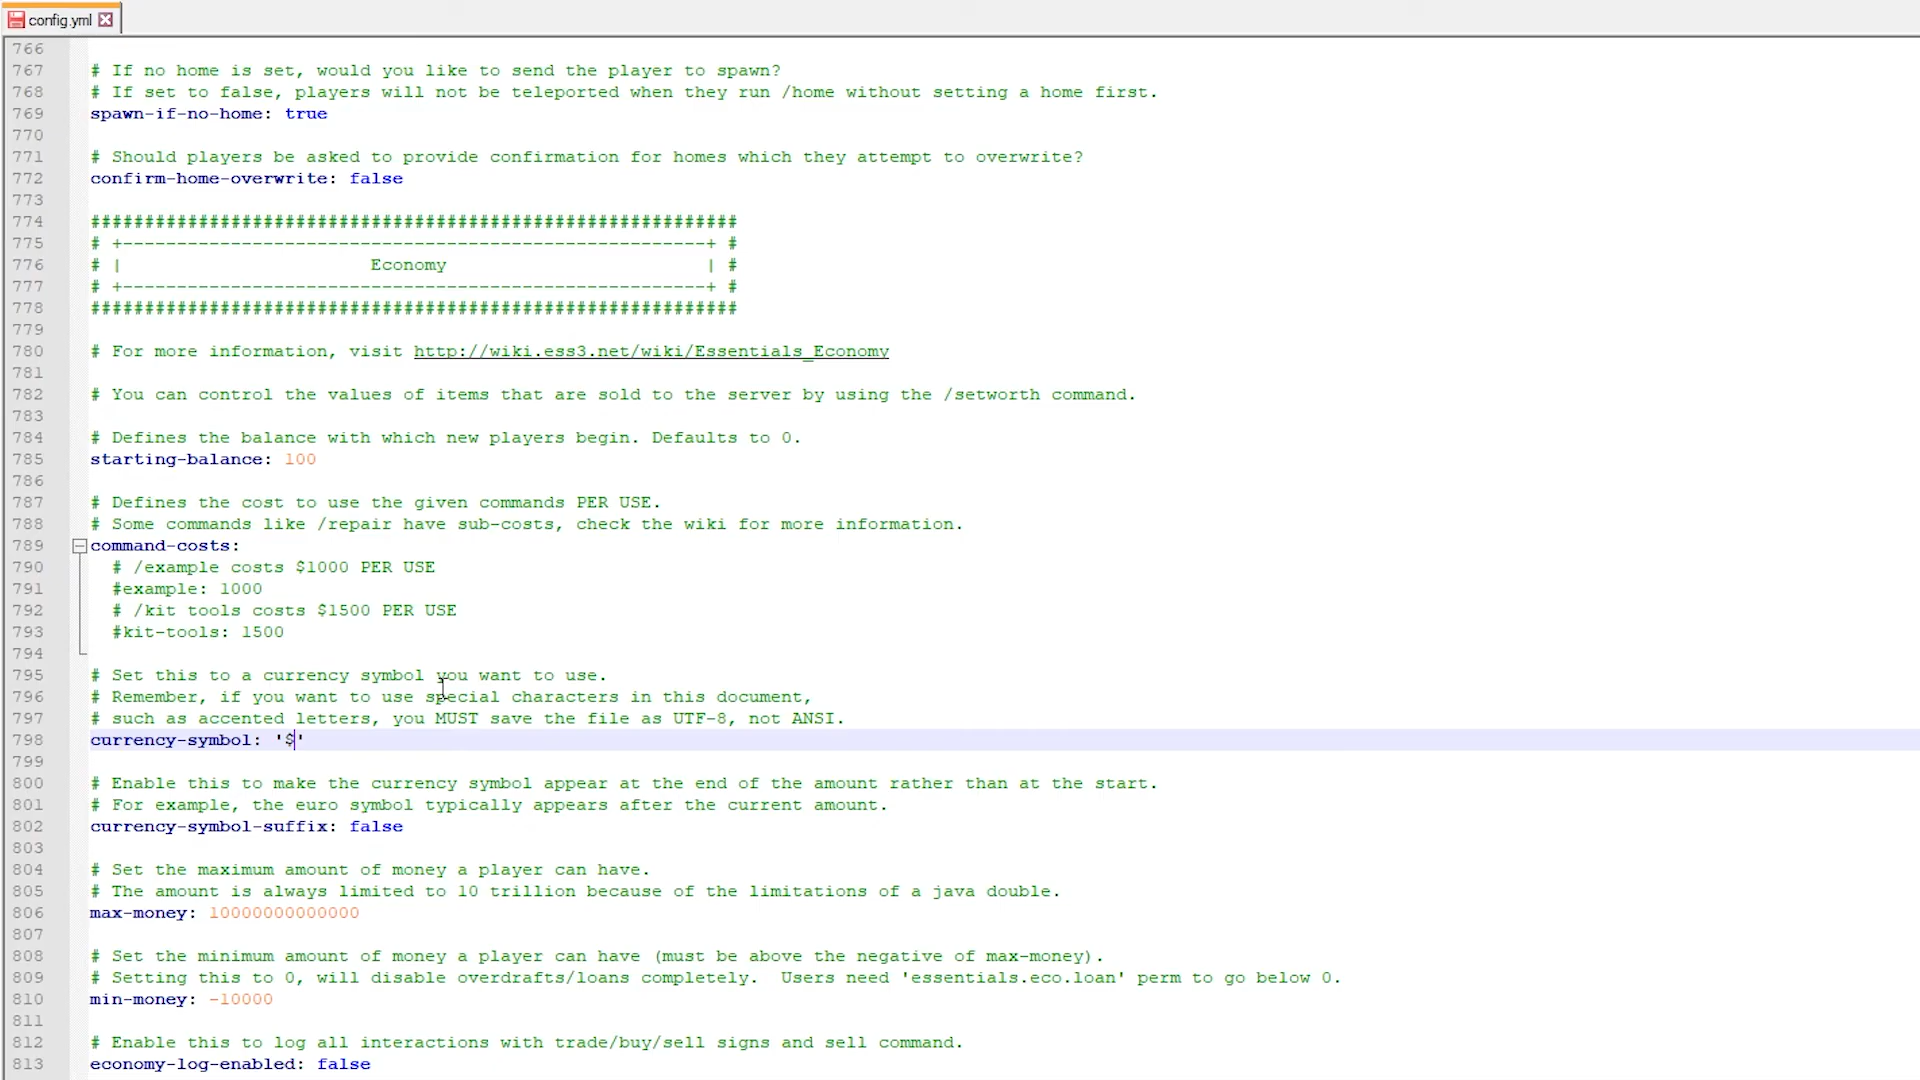 config.yml
766
767 # If no home is set, would you like to send the player to spawn?
768 # If set to false, players will not be teleported when they run /home without setting a home first.
769 spawn-if-no-home: true
770
771 # Should players be asked to provide confirmation for homes which they attempt to overwrite?
772 confirm-home-overwrite: false
773
774 ############################################################
775 # +------------------------------------------------------+ #
776 # | Economy | #
777 # +------------------------------------------------------+ #
778 ############################################################
779
780 # For more information, visit http://wiki.ess3.net/wiki/Essentials_Economy
781
782 # You can control the values of items that are sold to the server by using the /setworth command.
783
784 # Defines the balance with which new players begin. Defaults to 0.
785 starting-balance: 100
786
787 # Defines the cost to use the given commands PER USE.
788 # Some commands like /repair have sub-costs, check the wiki for more information.
789 command-costs:
790 # /example costs $1000 PER USE
791 #example: 1000
792 # /kit tools costs $1500 PER USE
793 #kit-tools: 1500
794
795 # Set this to a currency symbol you want to use.
796 # Remember, if you want to use special characters in this document,
797 # such as accented letters, you MUST save the file as UTF-8, not ANSI.
798 currency-symbol: '$'
799
800 # Enable this to make the currency symbol appear at the end of the amount rather than at the start.
801 # For example, the euro symbol typically appears after the current amount.
802 currency-symbol-suffix: false
803
804 # Set the maximum amount of money a player can have.
805 # The amount is always limited to 10 trillion because of the limitations of a java double.
806 max-money: 10000000000000
807
808 # Set the minimum amount of money a player can have (must be above the negative of max-money).
809 # Setting this to 0, will disable overdrafts/loans completely.  Users need 'essentials.eco.loan' perm to go below 0.
810 min-money: -10000
811
812 # Enable this to log all interactions with trade/buy/sell signs and sell command.
813 economy-log-enabled: false